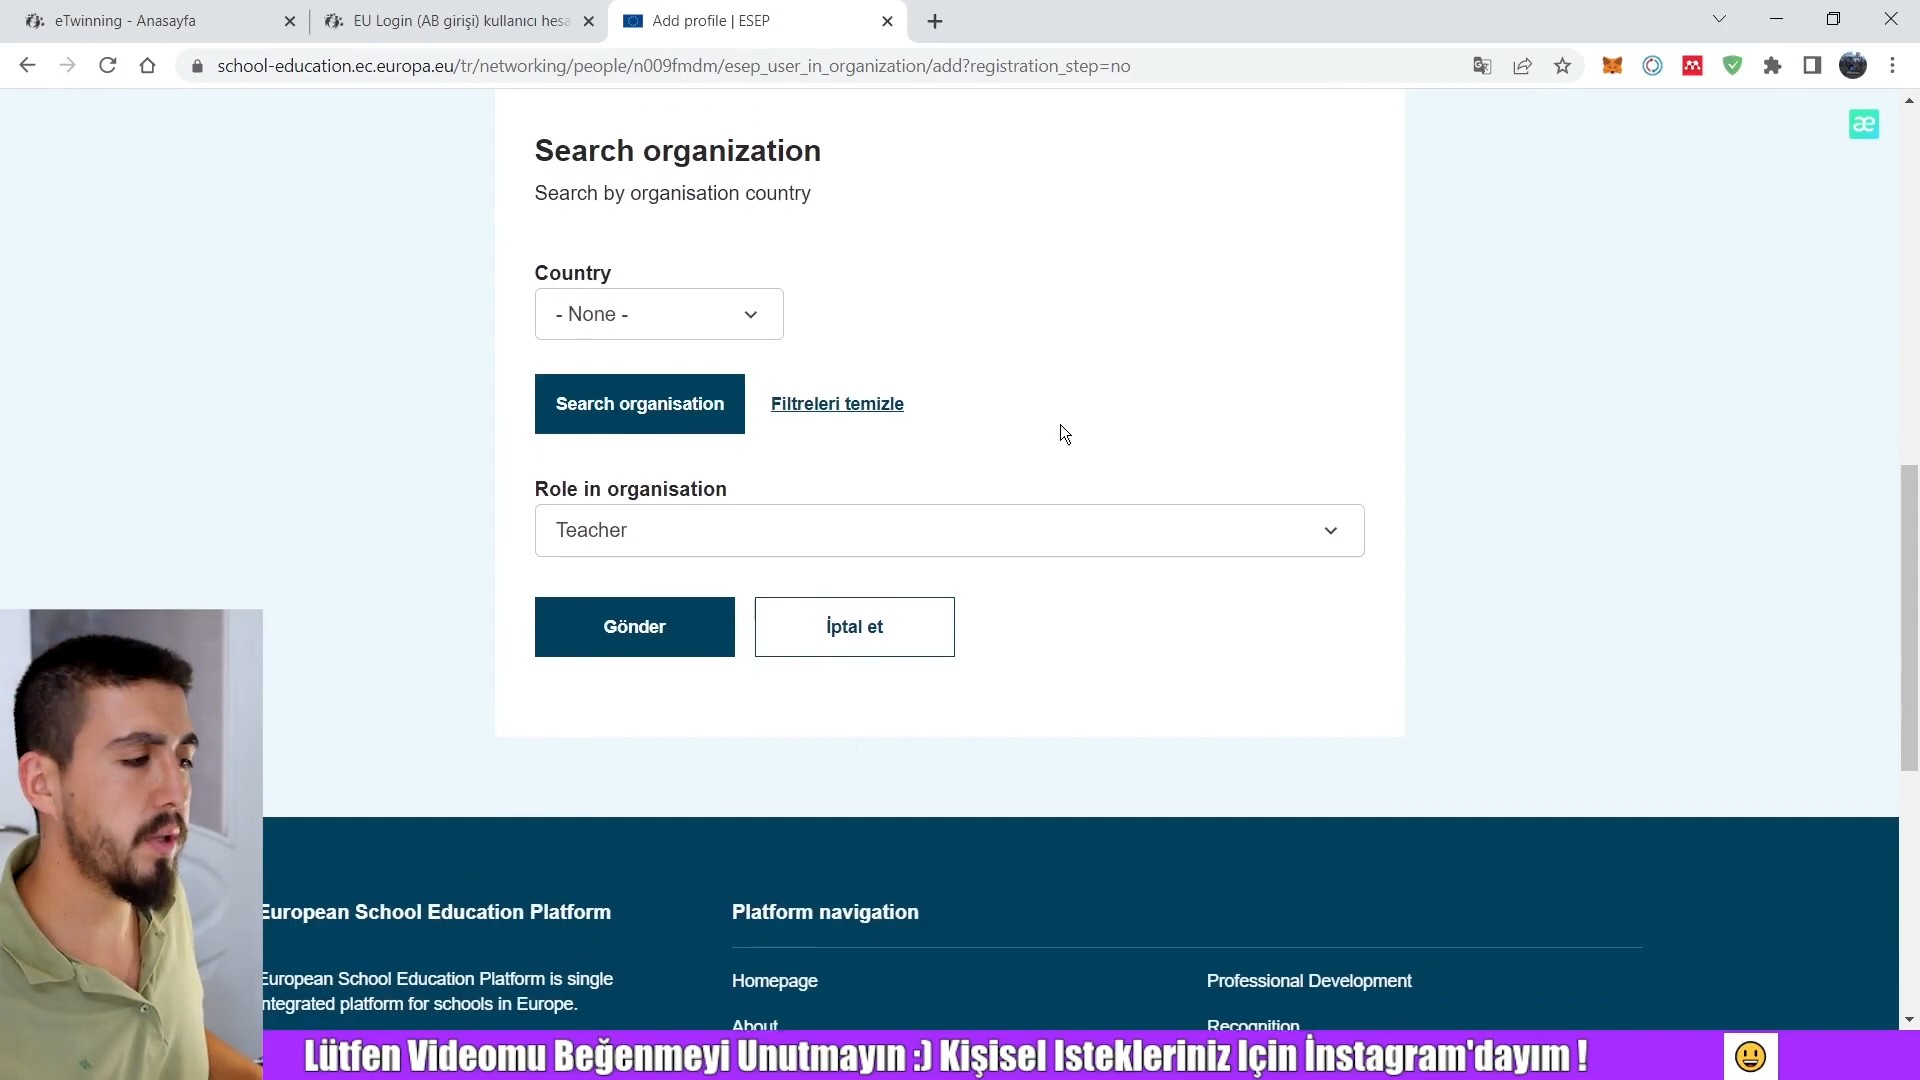 eTwinning - Anasayfa
EU Login (AB girişi) kullanıcı hesa
Add profile | ESEP
school-education.ec.europa.eu/tr/networking/people/n009fmdm/esep_user_in_organization/add?registration_step=no
æ
Search organization
Search by organisation country
Country
- None -
Search organisation
Filtreleri temizle
Role in organisation
Teacher
Gönder
İptal et
European School Education Platform
Platform navigation
European School Education Platform is single
integrated platform for schools in Europe.
Homepage
Professional Development
About
Recognition
Lütfen Videomu Beğenmeyi Unutmayın :) Kişisel Istekleriniz Için İnstagram'dayım !